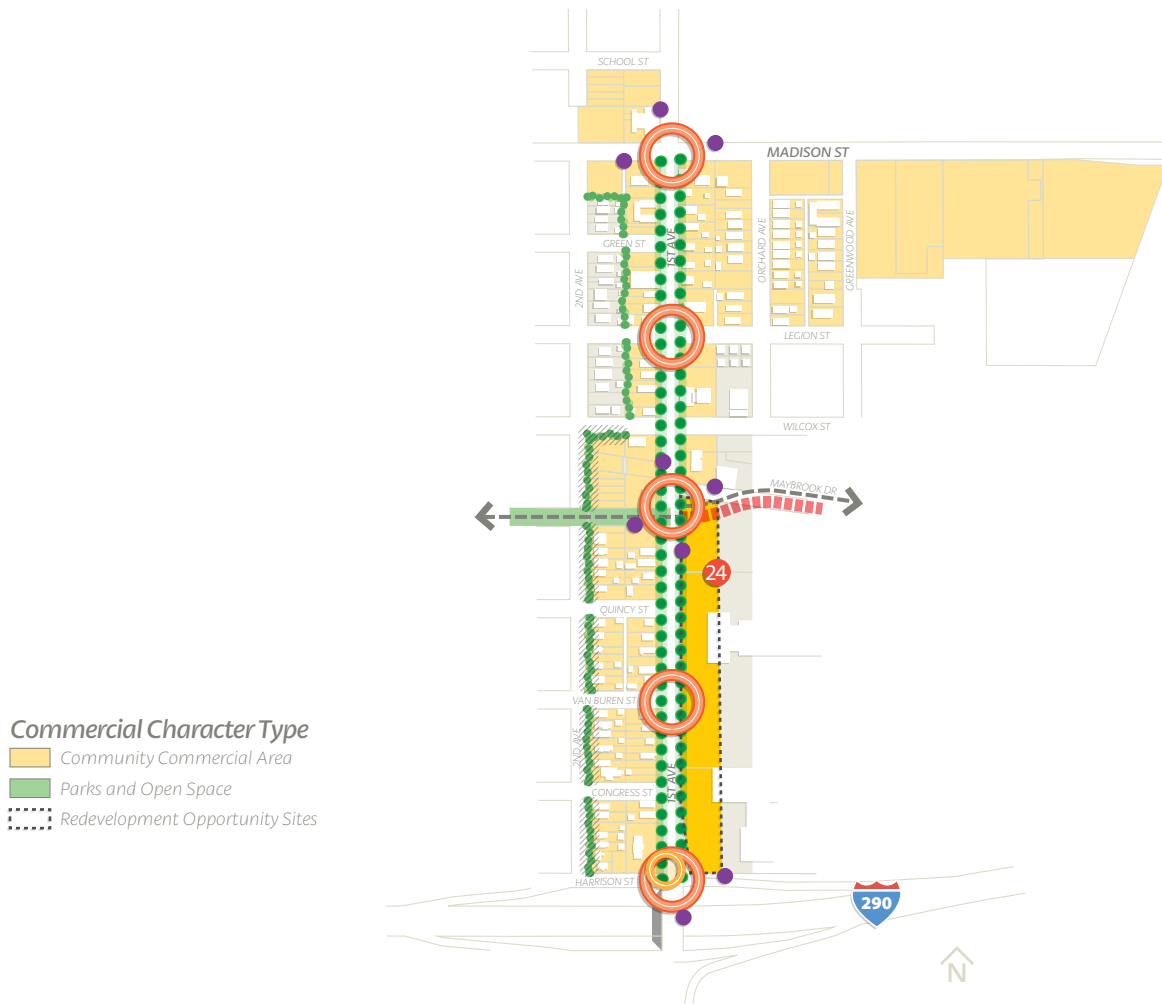 SCHOOL ST
MADISON ST
GREEN ST
1ST AVE
2ND AVE
ORCHARD AVE
GREENWOOD AVE
LEGION ST
WILCOX ST
MAYBROOK DR
24
QUINCY ST
VAN BUREN ST
2ND AVE
1ST AVE
CONGRESS ST
HARRISON ST
290
N
Commercial Character Type
Community Commercial Area
Parks and Open Space
Redevelopment Opportunity Sites